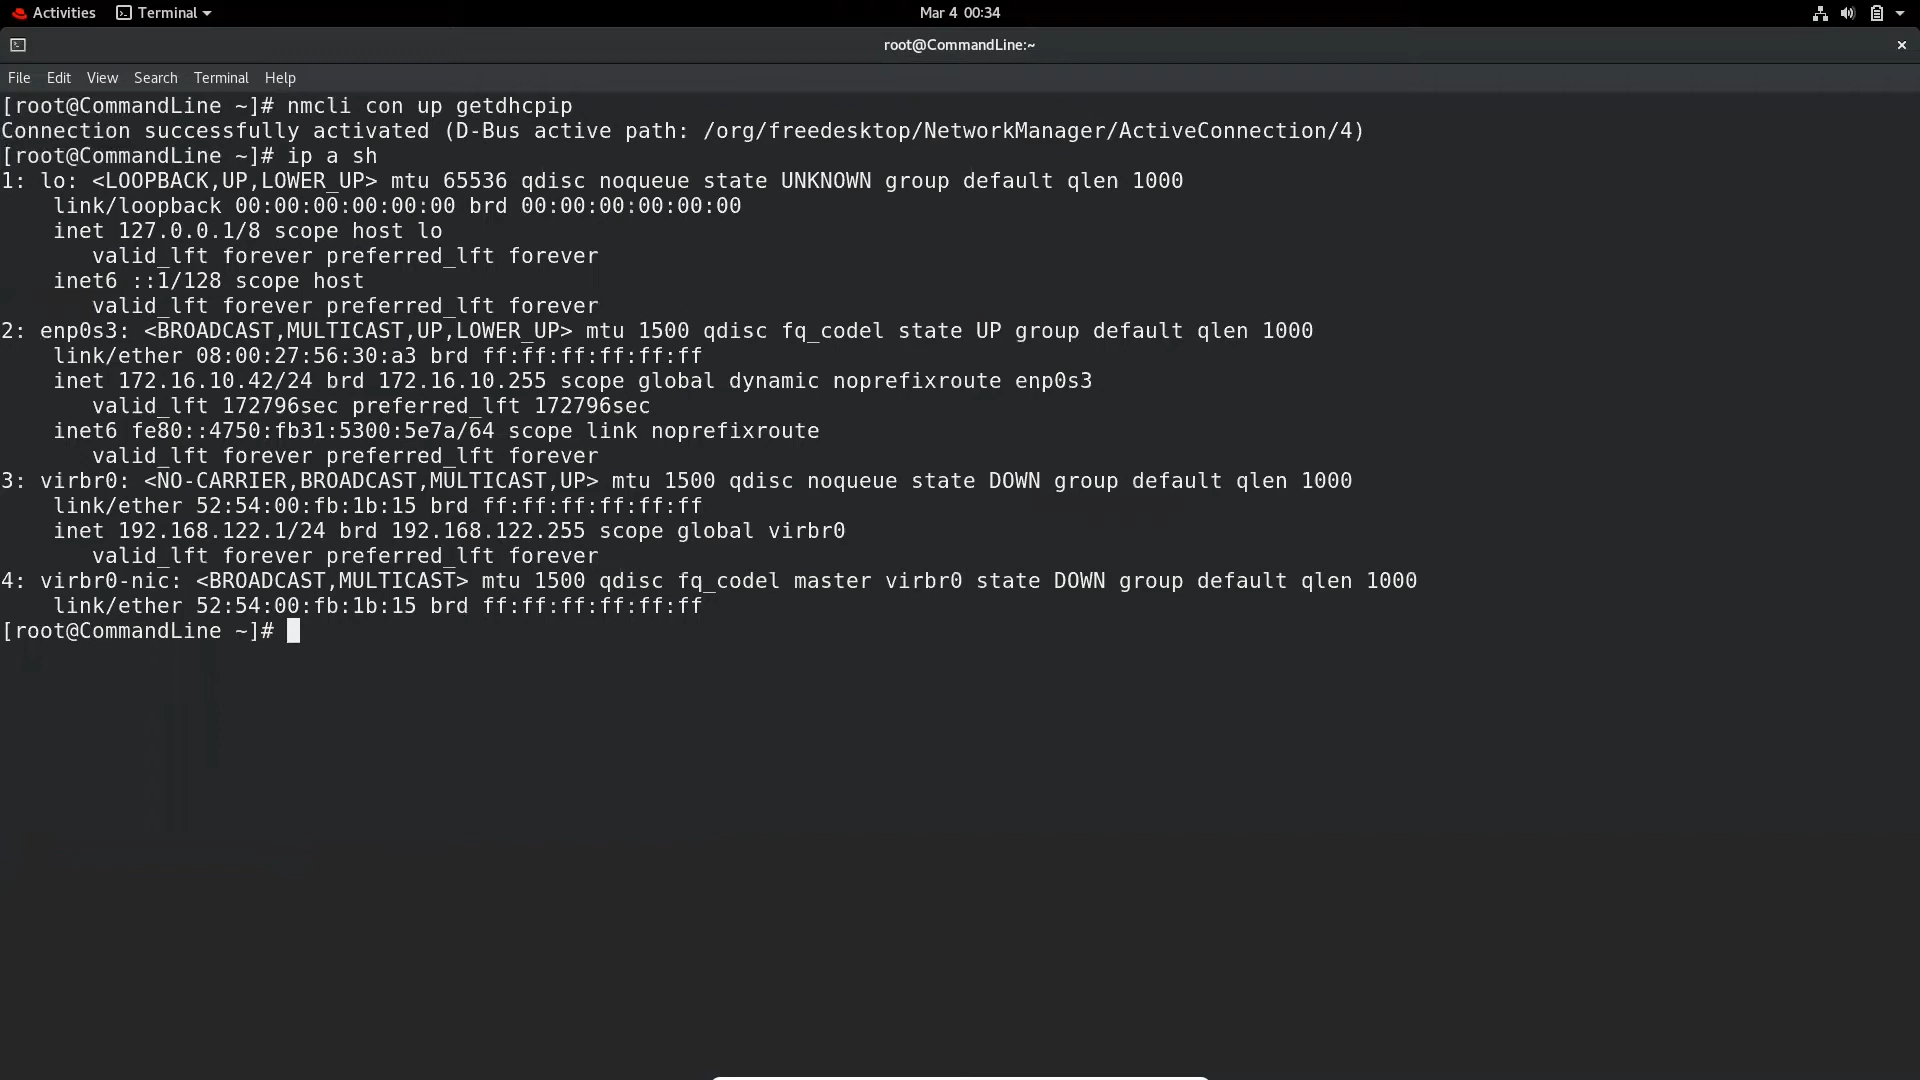 Activities Terminal Mar 4 00:34
root@CommandLine:~
File Edit View Search Terminal Help
[root@CommandLine ~]# nmcli con up getdhcpip
Connection successfully activated (D-Bus active path: /org/freedesktop/NetworkManager/ActiveConnection/4)
[root@CommandLine ~]# ip a sh
1: lo: <LOOPBACK,UP,LOWER_UP> mtu 65536 qdisc noqueue state UNKNOWN group default qlen 1000
    link/loopback 00:00:00:00:00:00 brd 00:00:00:00:00:00
    inet 127.0.0.1/8 scope host lo
       valid_lft forever preferred_lft forever
    inet6 ::1/128 scope host
       valid_lft forever preferred_lft forever
2: enp0s3: <BROADCAST,MULTICAST,UP,LOWER_UP> mtu 1500 qdisc fq_codel state UP group default qlen 1000
    link/ether 08:00:27:56:30:a3 brd ff:ff:ff:ff:ff:ff
    inet 172.16.10.42/24 brd 172.16.10.255 scope global dynamic noprefixroute enp0s3
       valid_lft 172796sec preferred_lft 172796sec
    inet6 fe80::4750:fb31:5300:5e7a/64 scope link noprefixroute
       valid_lft forever preferred_lft forever
3: virbr0: <NO-CARRIER,BROADCAST,MULTICAST,UP> mtu 1500 qdisc noqueue state DOWN group default qlen 1000
    link/ether 52:54:00:fb:1b:15 brd ff:ff:ff:ff:ff:ff
    inet 192.168.122.1/24 brd 192.168.122.255 scope global virbr0
       valid_lft forever preferred_lft forever
4: virbr0-nic: <BROADCAST,MULTICAST> mtu 1500 qdisc fq_codel master virbr0 state DOWN group default qlen 1000
    link/ether 52:54:00:fb:1b:15 brd ff:ff:ff:ff:ff:ff
[root@CommandLine ~]#